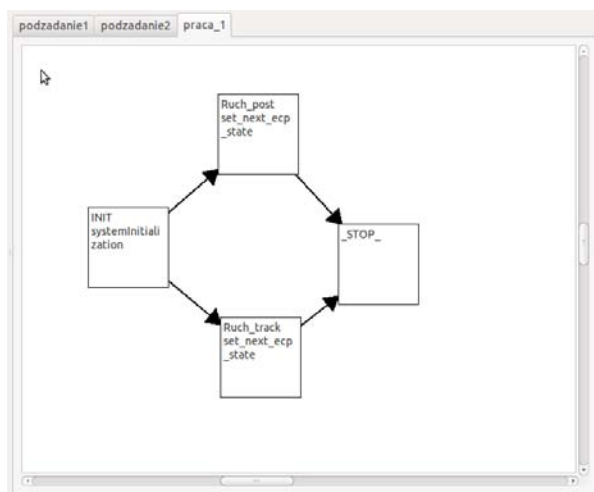 podzadanie1 podzadanie2 praca_1
Ruch_post
set_next_ecp
_state
INIT
systemInitiali
zation
_STOP_
Ruch_track
set_next_ecp
_state